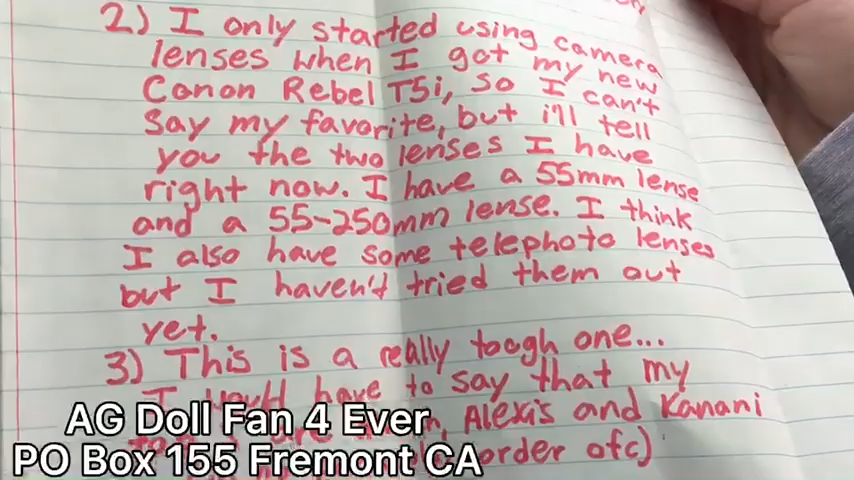 2) I only started using camera
lenses when I got my new
Canon Rebel T5i, so I can't
say my favorite, but i'll tell
you the two lenses I have
right now. I have a 55mm lense
and a 55-250mm lense. I think
I also have some telephoto lenses
but I haven't tried them out
yet.
3) This is a really toogh one...
I would have to say that my
Alexis and Kanani
order ofc)
AG Doll Fan 4 Ever
PO Box 155 Fremont CA